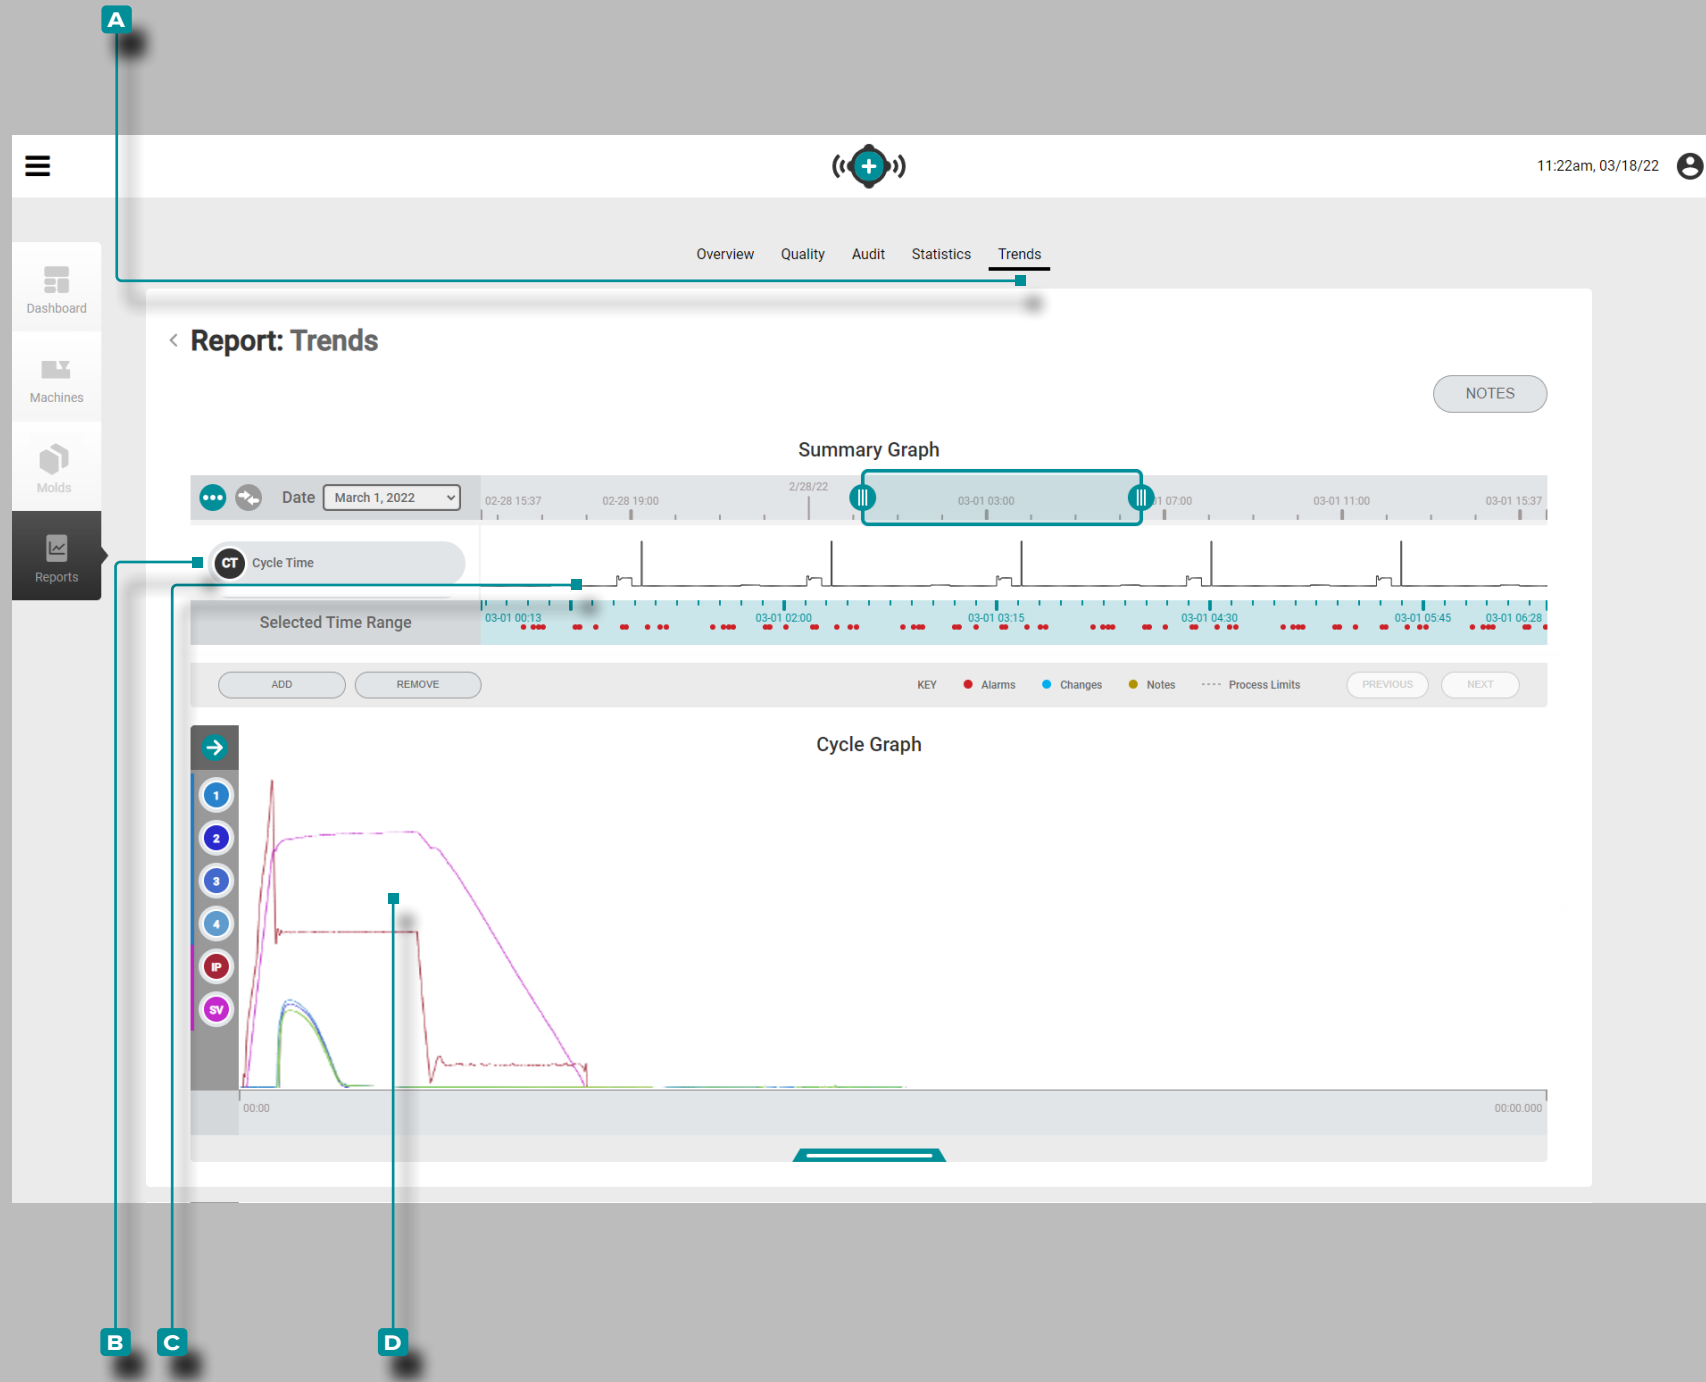 A
11:22am, 03/18/22
Overview Quality Audit Statistics Trends
Dashboard
Machines
Molds
Reports
Report: Trends
NOTES
Summary Graph
Date March 1, 2022
02-28 15:37 02-28 19:00 2/28/22 03-01 03:00 1 07:00 03-01 11:00 03-01 15:37
CT Cycle Time
Selected Time Range
03-01 00:13 03-01 02:00 03-01 03:15 03-01 04:30 03-01 05:45 03-01 06:28
ADD REMOVE KEY Alarms Changes Notes Process Limits PREVIOUS NEXT
Cycle Graph
1
2
3
4
IP
SV
00:00 00:00.000
B C D